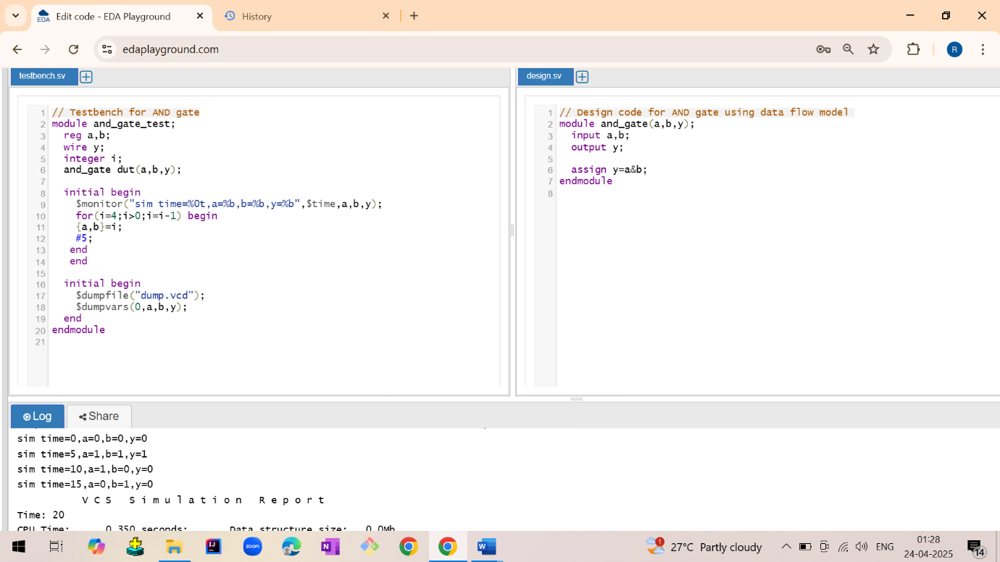 Edit code - EDA Playground
History
edaplayground.com
R
testbench.sv
design.sv
1 // Testbench for AND gate
2 module and_gate_test;
3 reg a,b;
4 wire y;
5 integer i;
6 and_gate dut(a,b,y);
7
8 initial begin
9 $monitor("sim time=%0t,a=%b,b=%b,y=%b",$time,a,b,y);
10 for(i=4;i>0;i=i-1) begin
11 {a,b}=i;
12 #5;
13 end
14 end
15
16 initial begin
17 $dumpfile("dump.vcd");
18 $dumpvars(0,a,b,y);
19 end
20 endmodule
21
1 // Design code for AND gate using data flow model
2 module and_gate(a,b,y);
3 input a,b;
4 output y;
5
6 assign y=a&b;
7 endmodule
8
Log
Share
sim time=0,a=0,b=0,y=0
sim time=5,a=1,b=1,y=1
sim time=10,a=1,b=0,y=0
sim time=15,a=0,b=1,y=0
V C S S i m u l a t i o n R e p o r t
Time: 20
CPU Time: 0.350 seconds; Data structure size: 0.0Mb
zoom
27°C Partly cloudy
ENG
01:28
24-04-2025
14